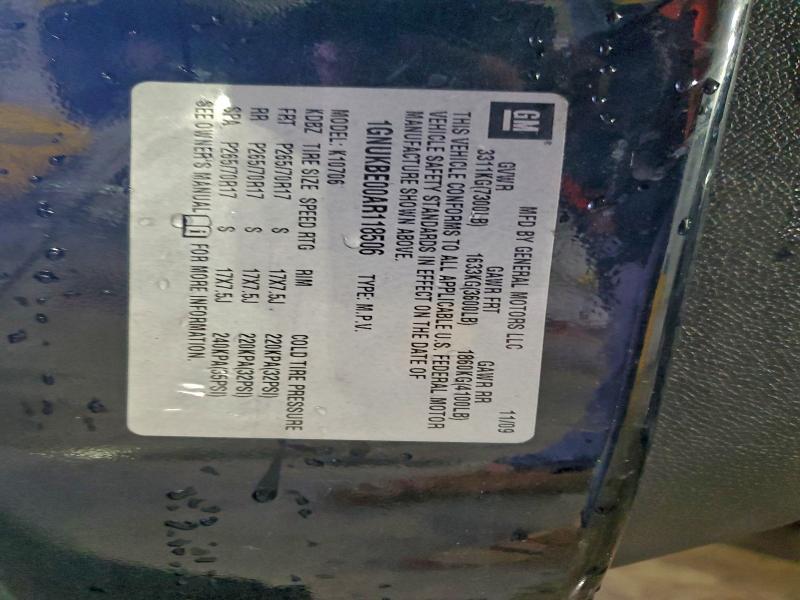 GM
MFD BY GENERAL MOTORS LLC 11/09
GVWR GAWR FRT GAWR RR
3311KG(7300LB) 1633KG(3600LB) 1860KG(4100LB)
THIS VEHICLE CONFORMS TO ALL APPLICABLE U.S. FEDERAL MOTOR
VEHICLE SAFETY STANDARDS IN EFFECT ON THE DATE OF
MANUFACTURE SHOWN ABOVE.
1GNUKBE00AR118506 TYPE: M.P.V.
MODEL: K10706
KDBZ TIRE SIZE SPEED RTG RIM COLD TIRE PRESSURE
FRT P265/70R17 S 17X7.5J 220KPA(32PSI)
RR P265/70R17 S 17X7.5J 220KPA(32PSI)
SPA P265/70R17 S 17X7.5J 240KPA(35PSI)
SEE OWNER'S MANUAL FOR MORE INFORMATION.